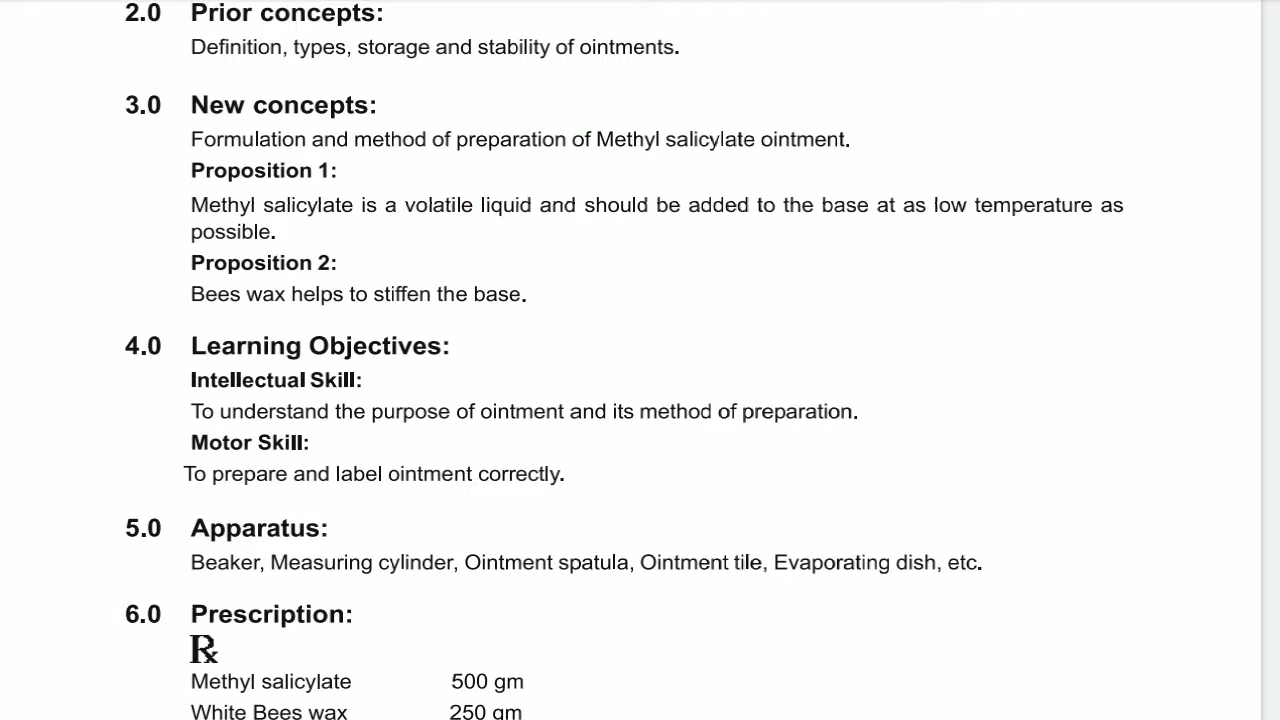 2.0 Prior concepts:
Definition, types, storage and stability of ointments.
3.0 New concepts:
Formulation and method of preparation of Methyl salicylate ointment.
Proposition 1:
Methyl salicylate is a volatile liquid and should be added to the base at as low temperature as
possible.
Proposition 2:
Bees wax helps to stiffen the base.
4.0 Learning Objectives:
Intellectual Skill:
To understand the purpose of ointment and its method of preparation.
Motor Skill:
To prepare and label ointment correctly.
5.0 Apparatus:
Beaker, Measuring cylinder, Ointment spatula, Ointment tile, Evaporating dish, etc.
6.0 Prescription:
℞
Methyl salicylate 500 gm
White Bees wax 250 gm